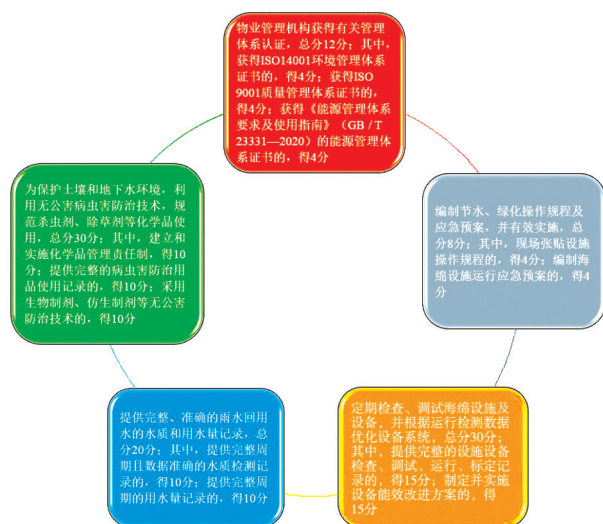 物业管理机构获得有关管理
体系认证，总分12分；其中，
获得ISO14001环境管理体系
证书的，得4分；获得ISO
9001质量管理体系证书的，
得4分；获得《能源管理体系
要求及使用指南》（GB / T
23331—2020）的能源管理体
系证书的，得4分
编制节水、绿化操作规程及
应急预案，并有效实施，总
分8分；其中，现场张贴设施
操作规程的，得4分；编制海
绵设施运行应急预案的，得4
分
定期检查、调试海绵设施及
设备，并根据运行检测数据
优化设备系统，总分30分；
其中，提供完整的设施设备
检查、调试、运行、标定记
录的，得15分；制定并实施
设备能效改进方案的，得
15分
提供完整、准确的雨水回用
水的水质和用水量记录，总
分20分；其中，提供完整周
期且数据准确的水质检测记
录的，得10分；提供完整周
期的用水量记录的，得10分
为保护土壤和地下水环境，利
用无公害病虫害防治技术，规
范杀虫剂、除草剂等化学品使
用，总分30分；其中，建立和
实施化学品管理责任制，得10
分；提供完整的病虫害防治用
品使用记录的，得10分；采用
生物制剂、仿生制剂等无公害
防治技术的，得10分